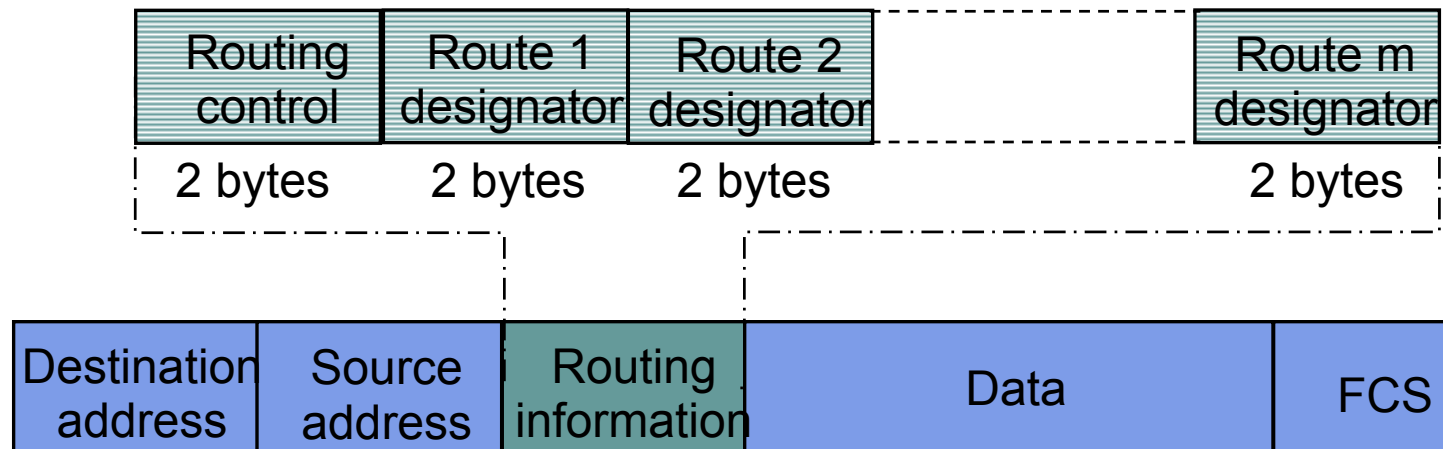 Routing control
Route 1 designator
Route 2 designator
Route m designator
2 bytes
2 bytes
2 bytes
2 bytes
Destination address
Source address
Routing information
Data
FCS